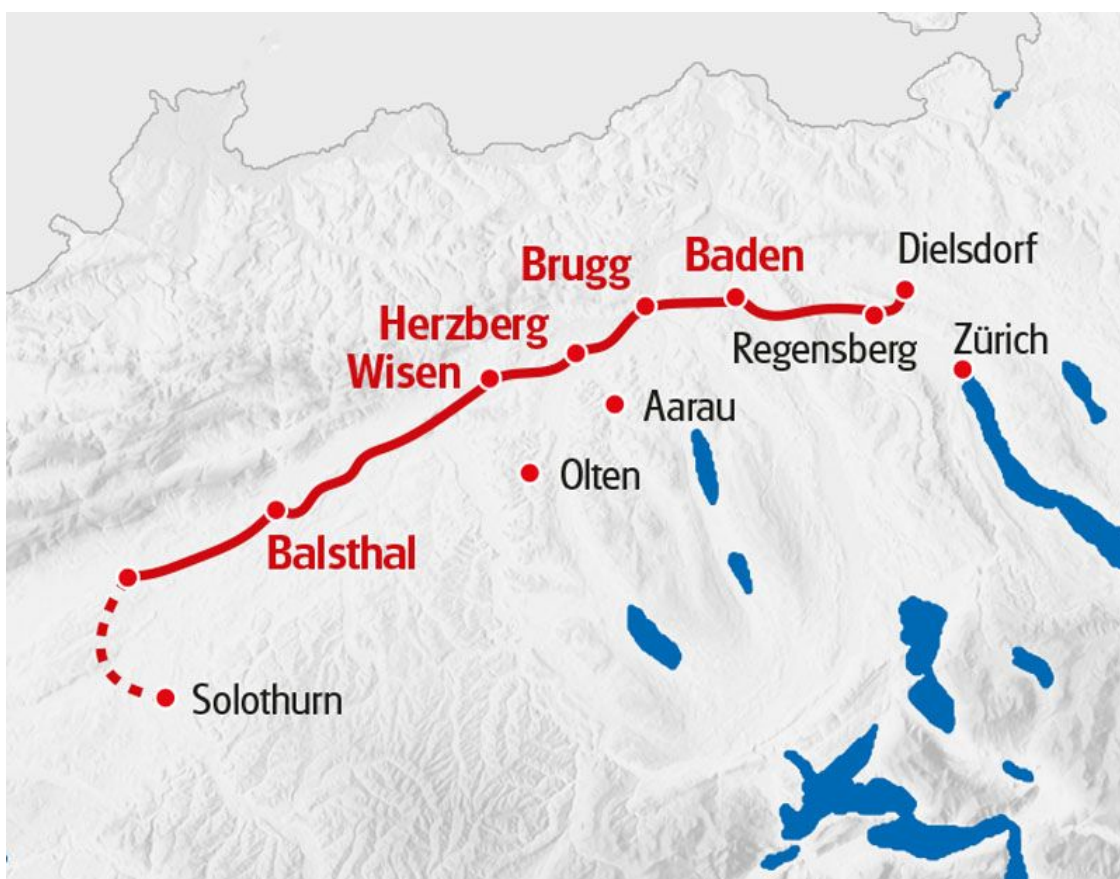 Dielsdorf
Baden
Brugg
Herzberg
Regensberg
Zürich
Wisen
Aarau
Olten
Balsthal
Solothurn